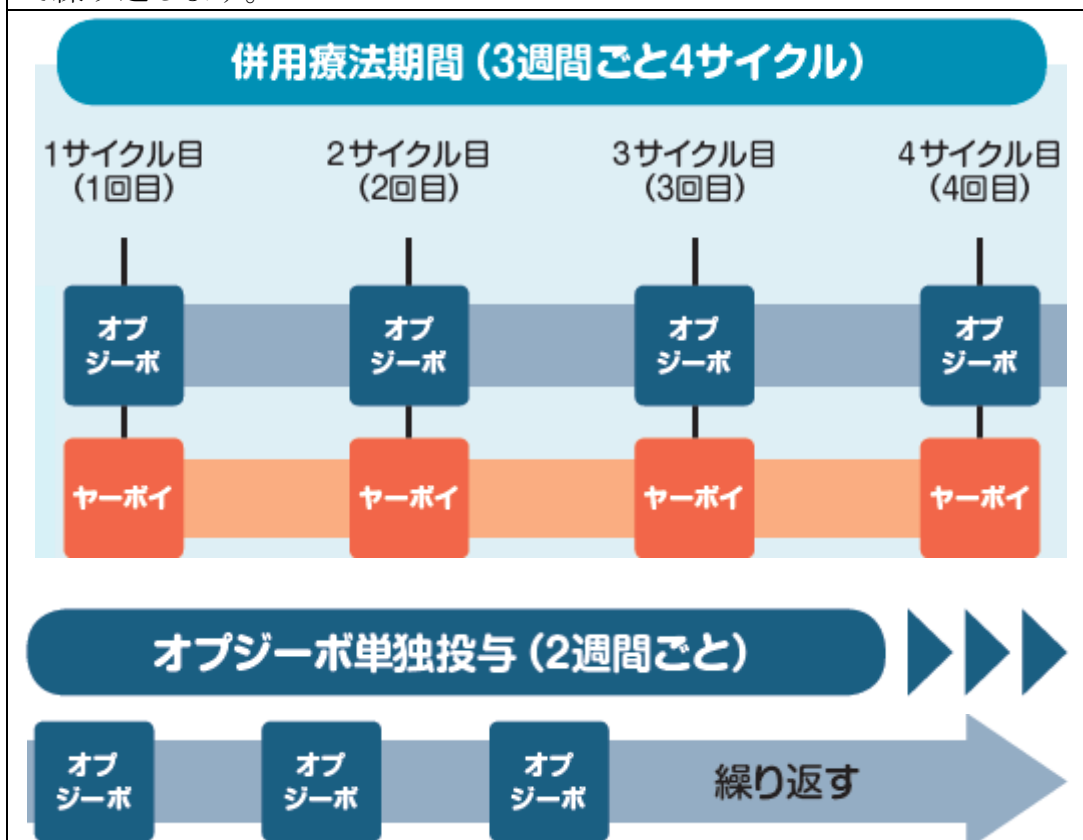 併用療法期間（3週間ごと4サイクル）
1サイクル目
（1回目）
2サイクル目
（2回目）
3サイクル目
（3回目）
4サイクル目
（4回目）
オプ
ジーボ
オプ
ジーボ
オプ
ジーボ
オプ
ジーボ
ヤーボイ
ヤーボイ
ヤーボイ
ヤーボイ
オプジーボ単独投与（2週間ごと）
オプ
ジーボ
オプ
ジーボ
オプ
ジーボ
繰り返す